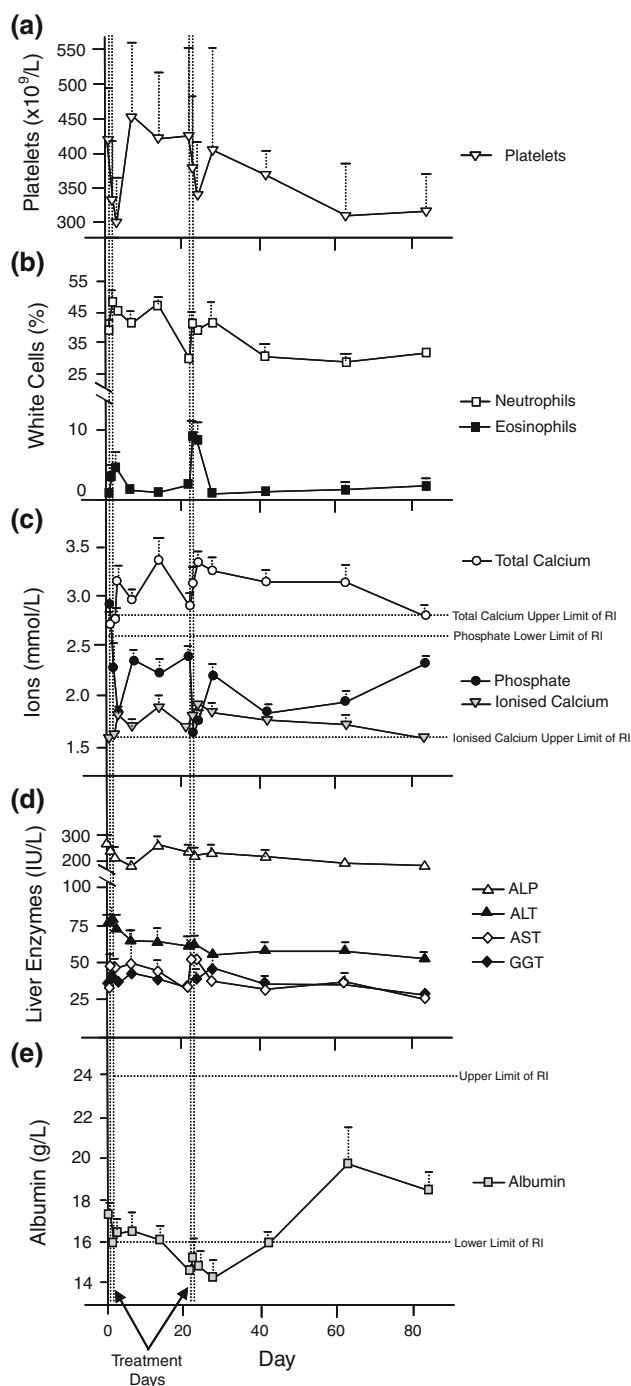 (a)
Platelets (x10⁹/L)
550
500
450
400
350
300
Platelets
(b)
White Cells (%)
55
45
35
25
10
0
Neutrophils
Eosinophils
(c)
Ions (mmol/L)
3.5
3.0
2.5
2.0
1.5
Total Calcium
Total Calcium Upper Limit of RI
Phosphate Lower Limit of RI
Phosphate
Ionised Calcium
Ionised Calcium Upper Limit of RI
(d)
Liver Enzymes (IU/L)
300
200
100
75
50
25
ALP
ALT
AST
GGT
(e)
Albumin (g/L)
24
22
20
18
16
14
Upper Limit of RI
Albumin
Lower Limit of RI
0 20 40 60 80
Treatment
Days
Day